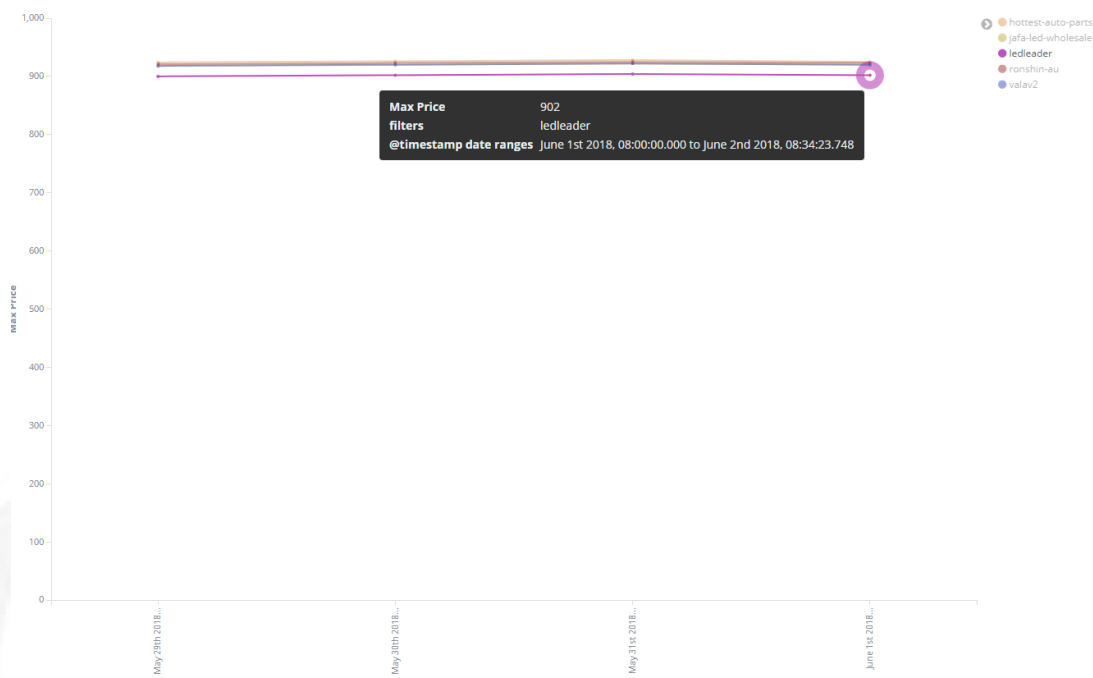 1,000
900
800
700
600
500
400
300
200
100
0
Max Price
hottest-auto-parts
jafa-led-wholesale
ledleader
ronshin-au
valav2
Max Price 902
filters ledleader
@timestamp date ranges June 1st 2018, 08:00:00.000 to June 2nd 2018, 08:34:23.748
May 29th 2018...
May 30th 2018...
May 31st 2018...
June 1st 2018...